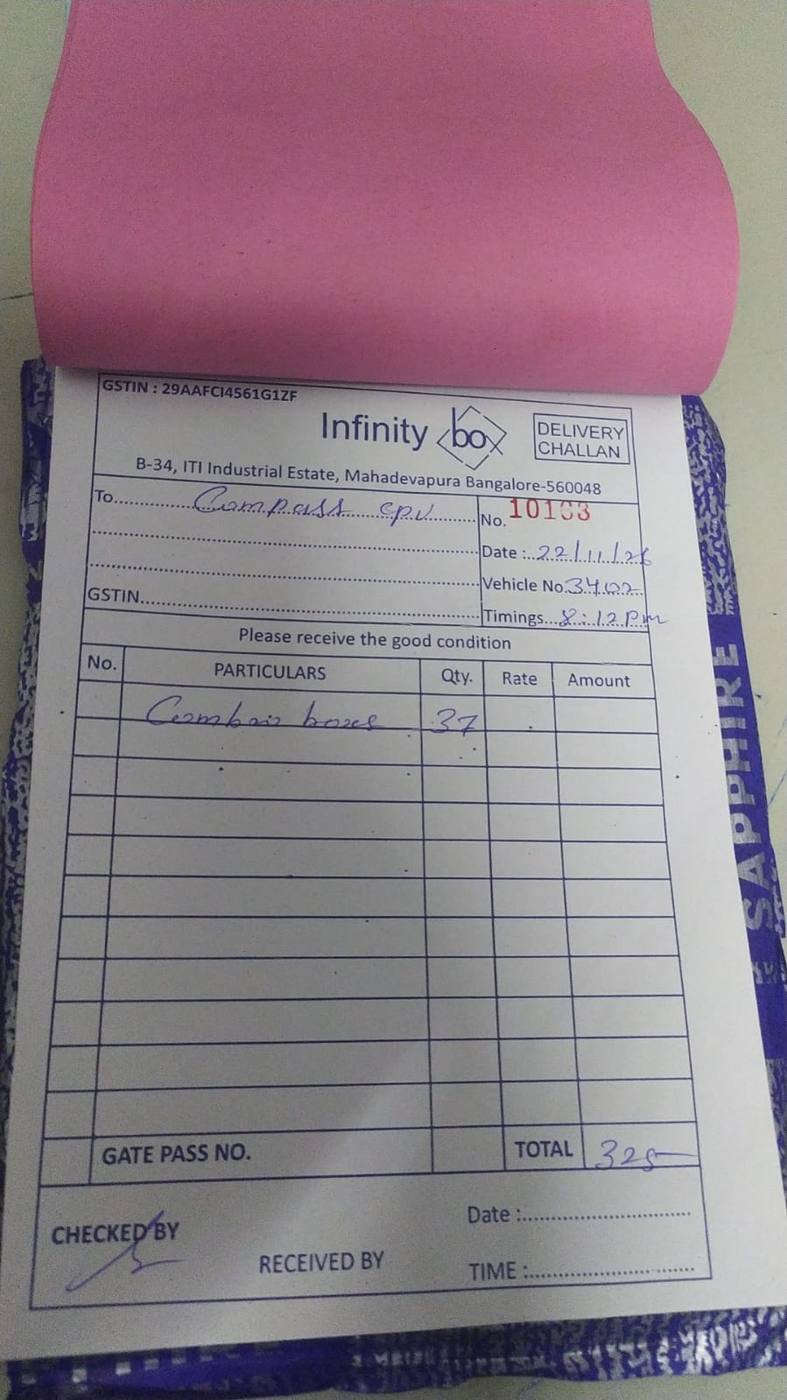 GSTIN : 29AAFCI4561G1ZF
Infinity box
DELIVERY
CHALLAN
B-34, ITI Industrial Estate, Mahadevapura Bangalore-560048
To Compass cpu
No. 10103
Date : 22/11/26
Vehicle No. 3402
GSTIN
Timings 8:12 Pm
Please receive the good condition
No. PARTICULARS Qty. Rate Amount
boxes 37
GATE PASS NO. TOTAL 325
CHECKED BY
RECEIVED BY
Date :
TIME :
SAPPHIRE